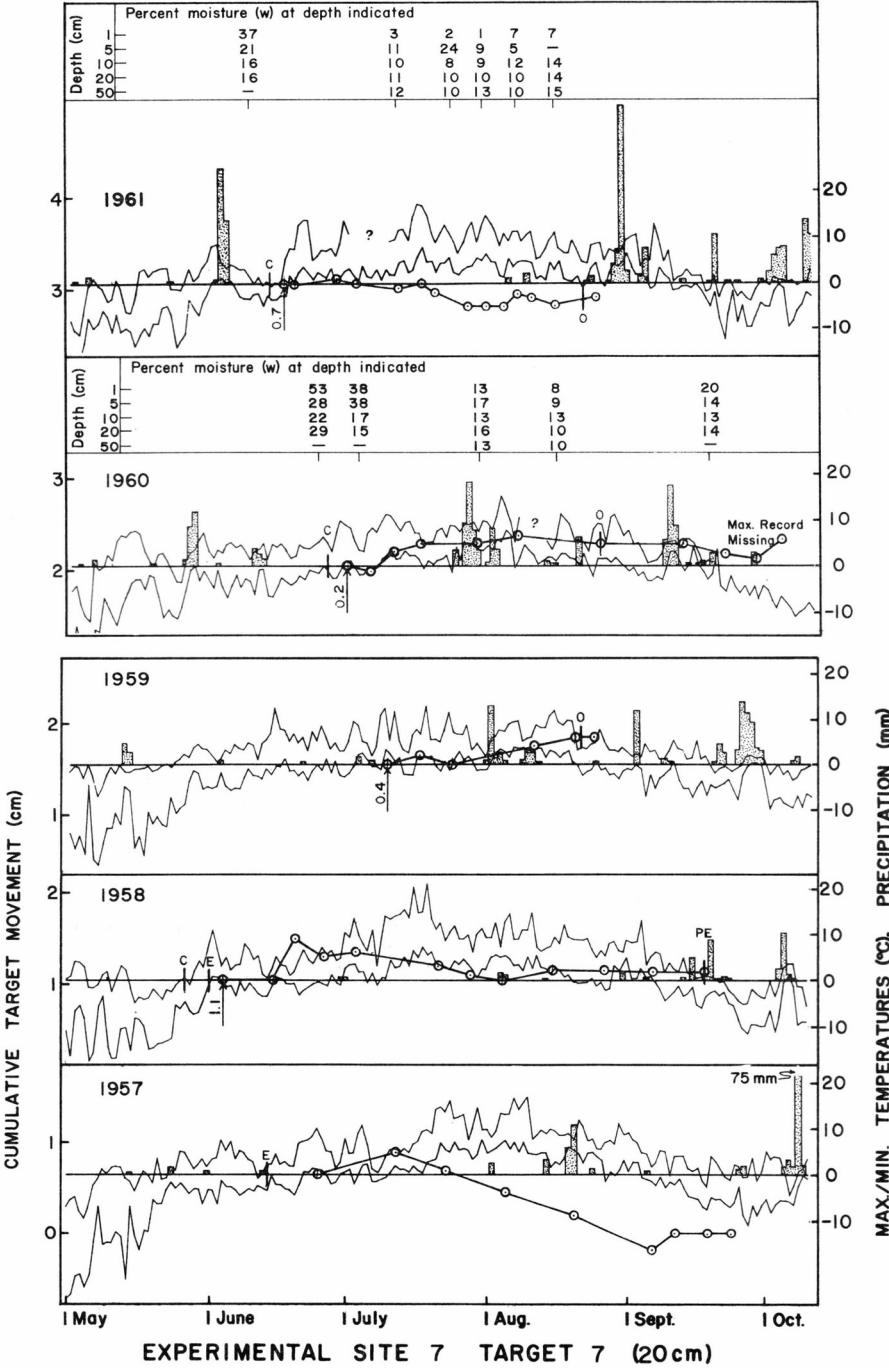 Percent moisture (w) at depth indicated
Depth (cm)
1 37 3 2 1 7 7
5 21 11 24 9 5 —
10 16 10 8 9 12 14
20 16 11 10 10 10 14
50 — 12 10 13 10 15
1961
4
3
C
?
0.7
O
20
10
0
-10
Percent moisture (w) at depth indicated
Depth (cm)
1 53 38 13 8 20
5 28 38 17 9 14
10 22 17 13 13 13
20 29 15 16 10 14
50 — — 13 10 —
1960
3
2
C
?
O
0.2
Max. Record
Missing
20
10
0
-10
1959
2
1
0.4
O
20
10
0
-10
1958
2
1
C
E
1.1
PE
20
10
0
-10
1957
1
0
E
75 mm
20
10
0
-10
CUMULATIVE TARGET MOVEMENT (cm)
MAX/MIN. TEMPERATURES (°C), PRECIPITATION (mm)
1 May 1 June 1 July 1 Aug. 1 Sept. 1 Oct.
EXPERIMENTAL SITE 7 TARGET 7 (20cm)